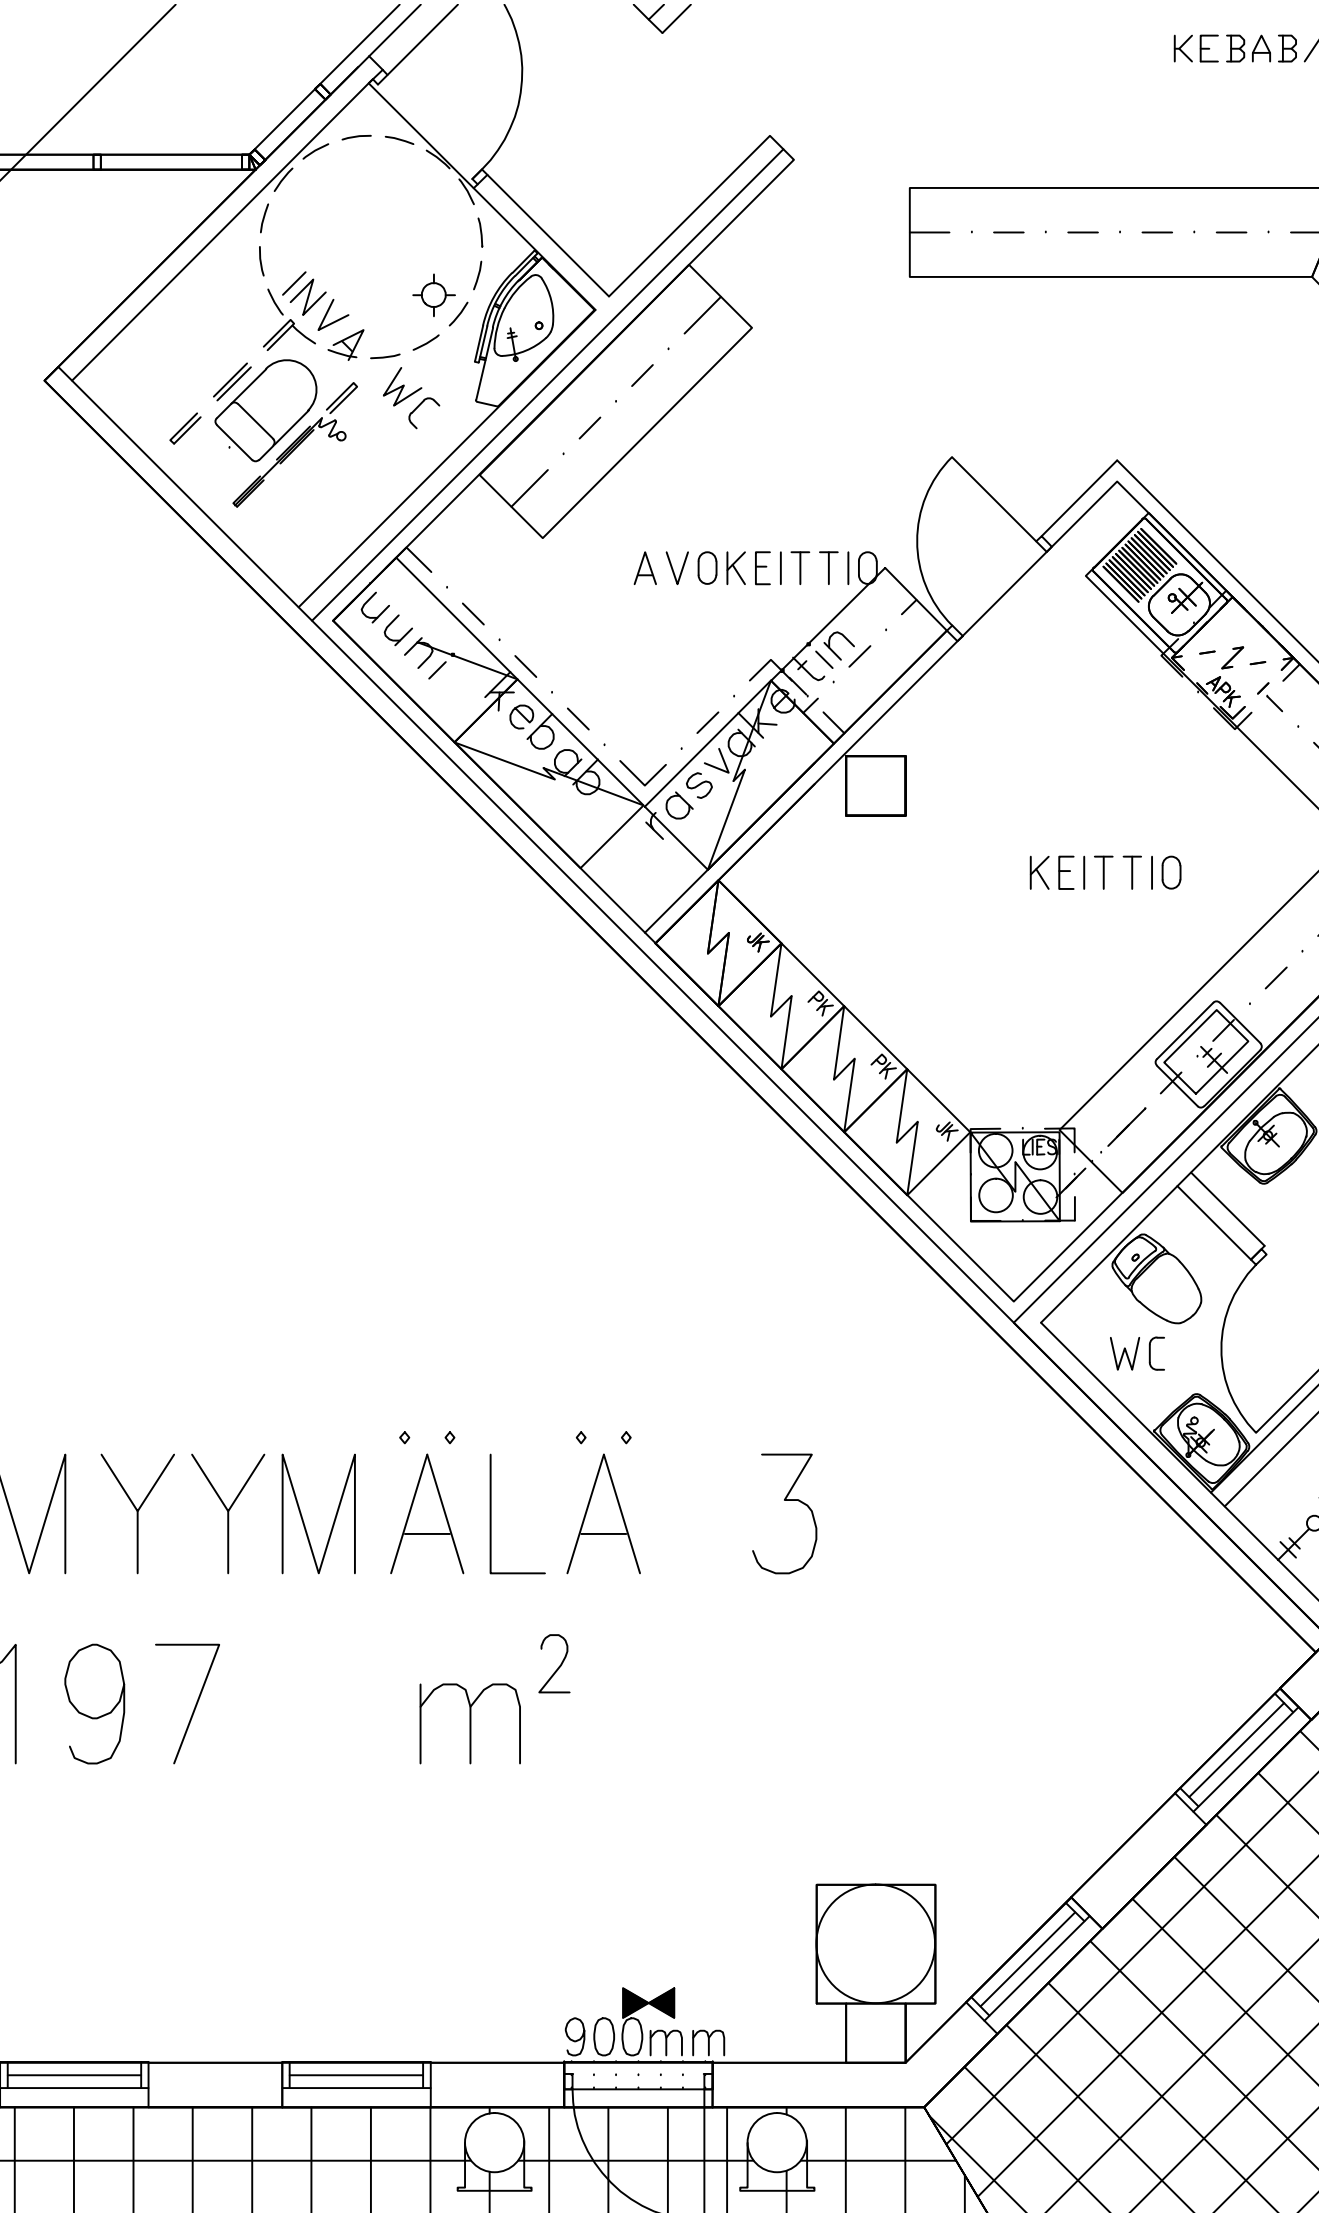 KEBAB/
INVA WC
AVOKEITTIO
uuni
kebab
rasvakeitin
APK
KEITTIO
JK
PK
PK
JK
LIES
WC
MYYMÄLÄ 3
197 m²
900mm